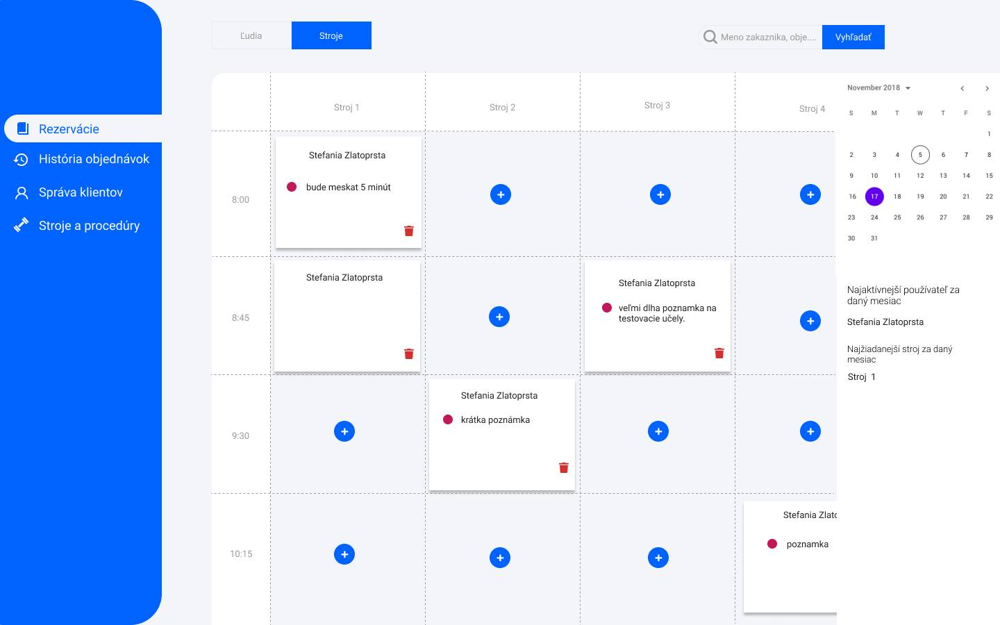 Rezervácie
História objednávok
Správa klientov
Stroje a procedúry
Ľudia
Stroje
Meno zakaznika, obje....
Vyhľadať
Stroj 1
Stroj 2
Stroj 3
Stroj 4
8:00
Stefania Zlatoprsta
bude meskat 5 minút
8:45
Stefania Zlatoprsta
Stefania Zlatoprsta
veľmi dlha poznamka na
testovacie učely.
9:30
Stefania Zlatoprsta
krátka poznámka
10:15
Stefania Zlato
poznamka
November 2018
S M T W T F S
1
2 3 4 5 6 7 8
9 10 11 12 13 14 15
16 17 18 19 20 21 22
23 24 25 26 27 28 29
30 31
Najaktívnejší používateľ za
daný mesiac
Stefania Zlatoprsta
Najžiadanejší stroj za daný
mesiac
Stroj 1